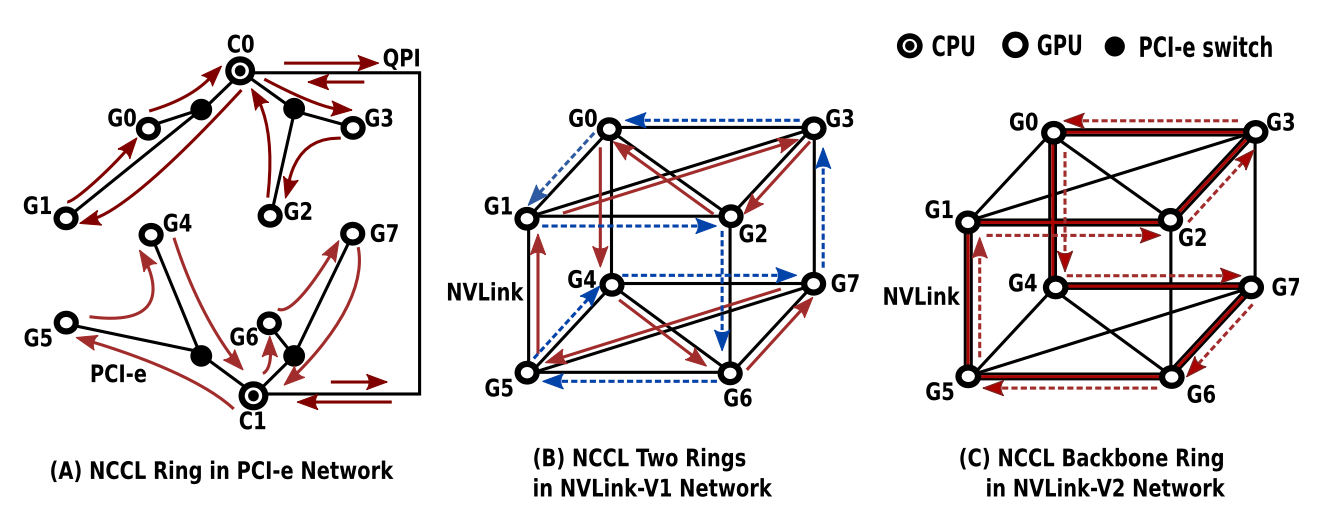 CPU GPU PCI-e switch
C0
QPI
G0
G3
G1
G2
G4
G7
G5
G6
PCI-e
C1
(A) NCCL Ring in PCI-e Network
G0
G3
G1
G2
G4
G7
NVLink
G5
G6
(B) NCCL Two Rings
in NVLink-V1 Network
G0
G3
G1
G2
G4
G7
NVLink
G5
G6
(C) NCCL Backbone Ring
in NVLink-V2 Network